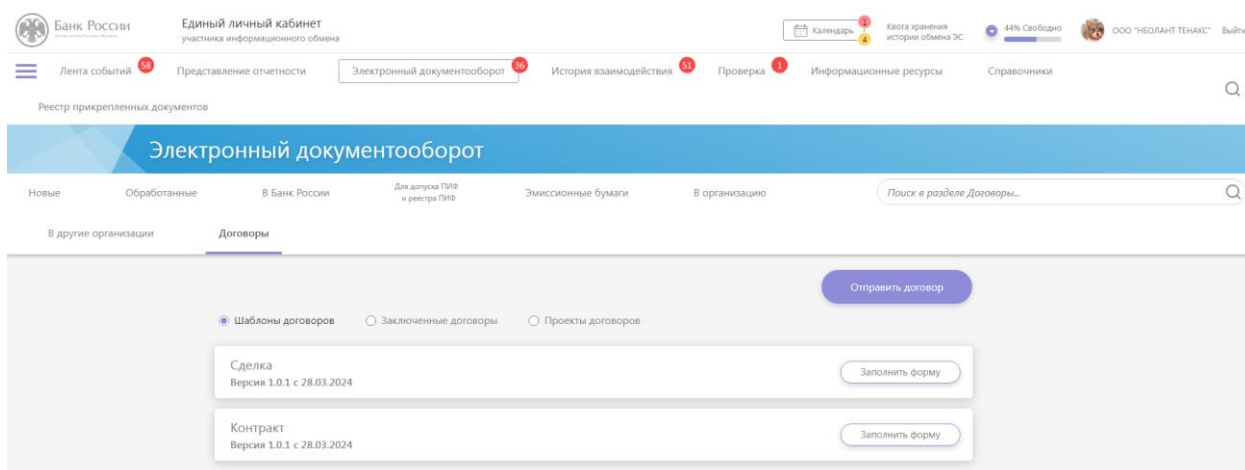 Банк России
Единый личный кабинет
участника информационного обмена
Календарь 1 4
Квота хранения
истории обмена ЭС
44% Свободно
ООО "НЕОЛАНТ ТЕНАКС"
Выйти
Лента событий 58
Представление отчетности
Электронный документооборот 36
История взаимодействия 51
Проверка 1
Информационные ресурсы
Справочники
Реестр прикрепленных документов
Электронный документооборот
Новые
Обработанные
В Банк России
Для допуска ПИФ
и реестра ПИФ
Эмиссионные бумаги
В организацию
Поиск в разделе Договоры...
В другие организации
Договоры
Отправить договор
Шаблоны договоров
Заключенные договоры
Проекты договоров
Сделка
Версия 1.0.1 с 28.03.2024
Заполнить форму
Контракт
Версия 1.0.1 с 28.03.2024
Заполнить форму